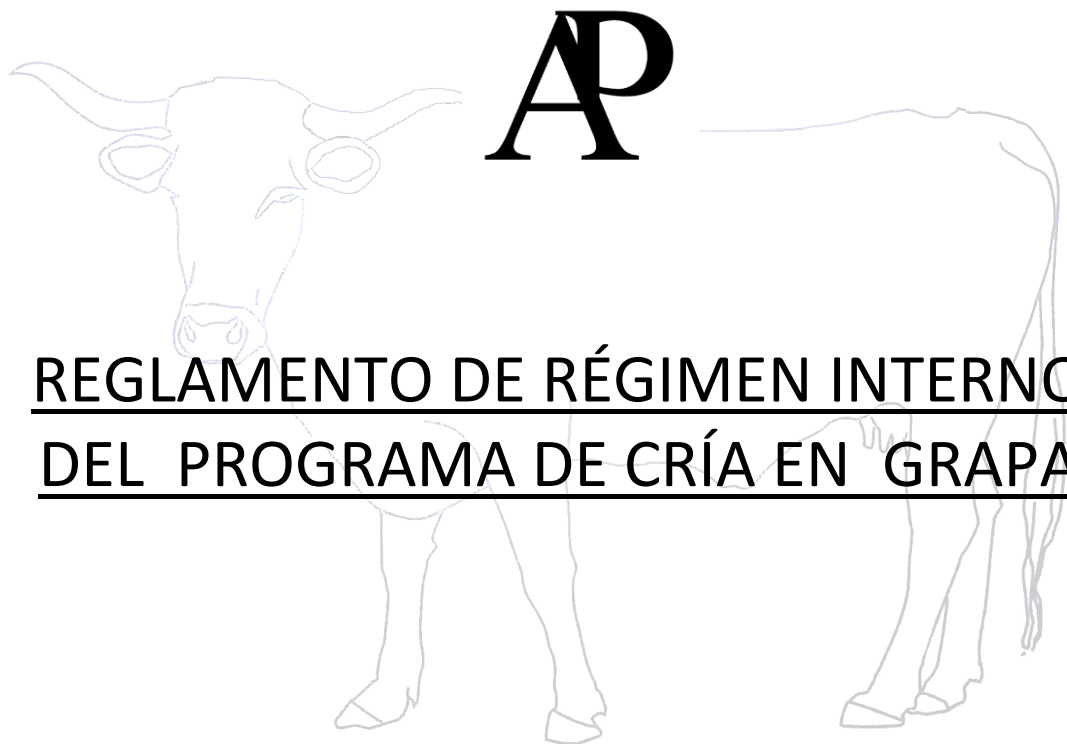 AP
REGLAMENTO DE RÉGIMEN INTERNO
DEL PROGRAMA DE CRÍA EN GRAPA